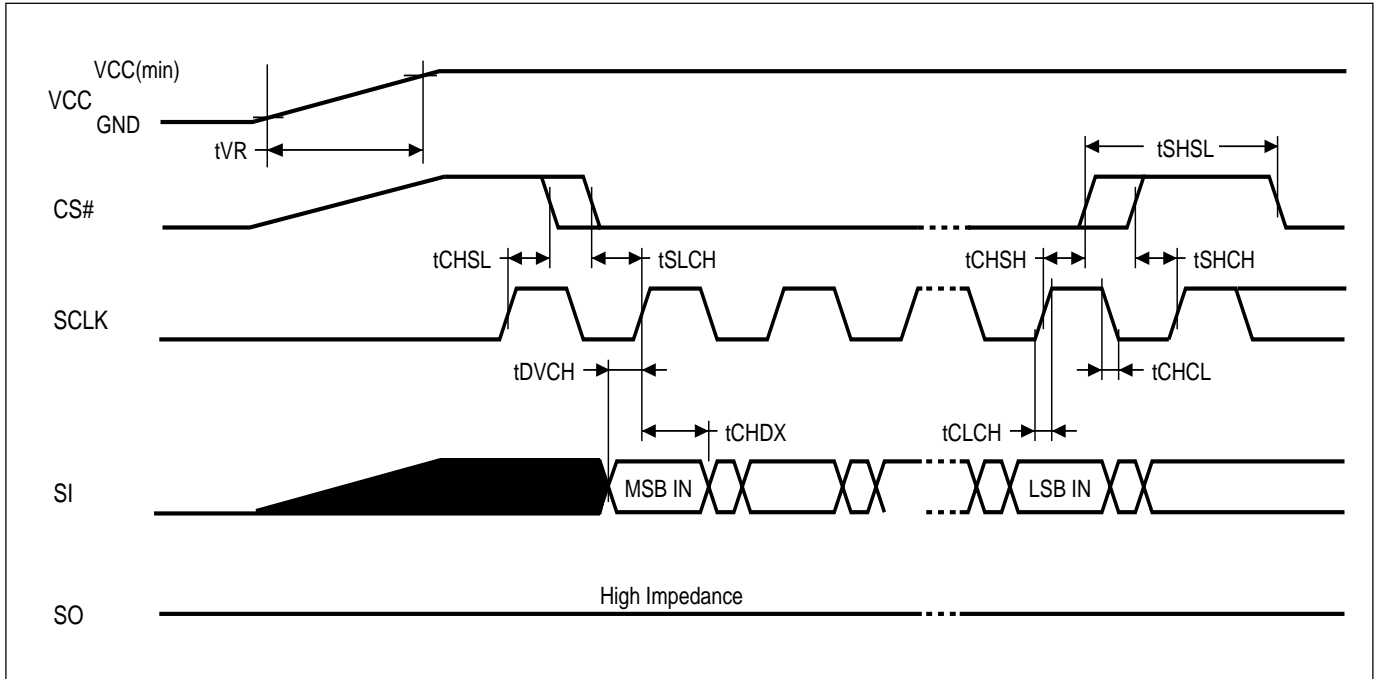 VCC(min)
VCC
GND
tVR
tSHSL
CS#
tCHSL
tSLCH
tCHSH
tSHCH
SCLK
tDVCH
tCHCL
tCHDX
tCLCH
SI
MSB IN
LSB IN
High Impedance
SO